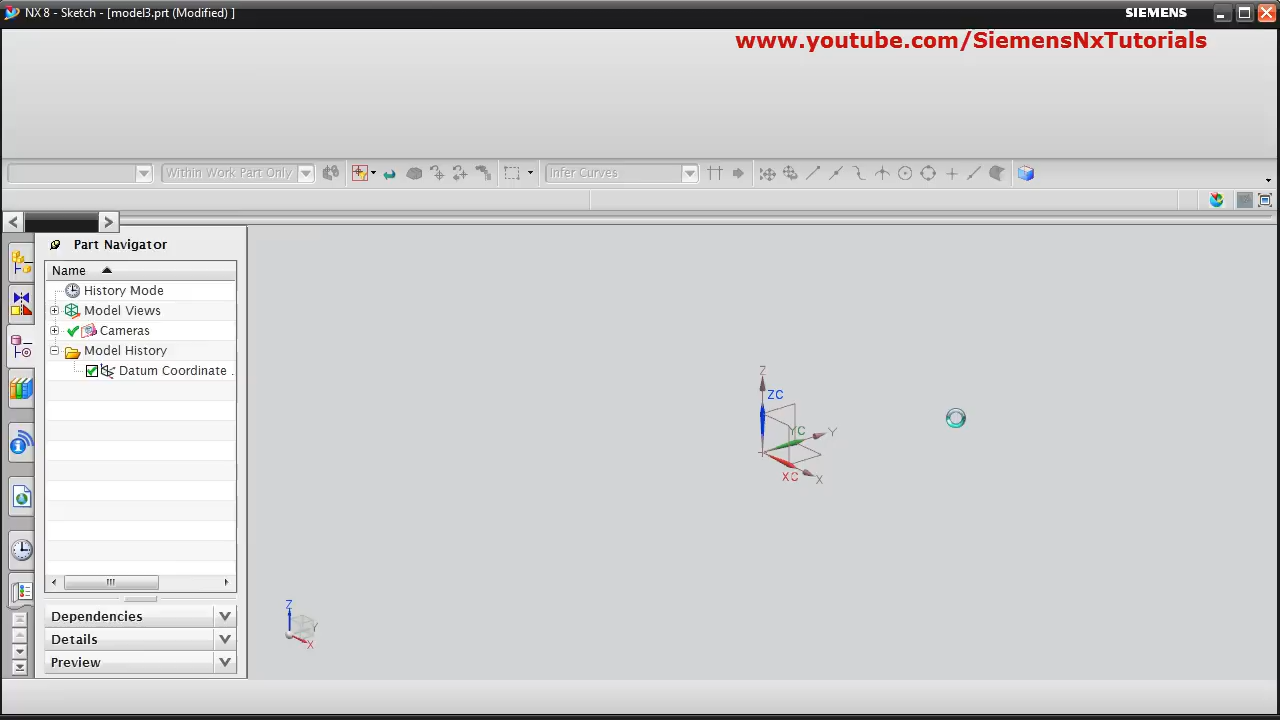 NX 8 - Sketch - [model3.prt (Modified) ]
SIEMENS
www.youtube.com/SiemensNxTutorials
Within Work Part Only
Infer Curves
Part Navigator
Name
History Mode
Model Views
Cameras
Model History
Datum Coordinate .
Z
ZC
YC
Y
XC
X
Z
Y
X
Dependencies
Details
Preview